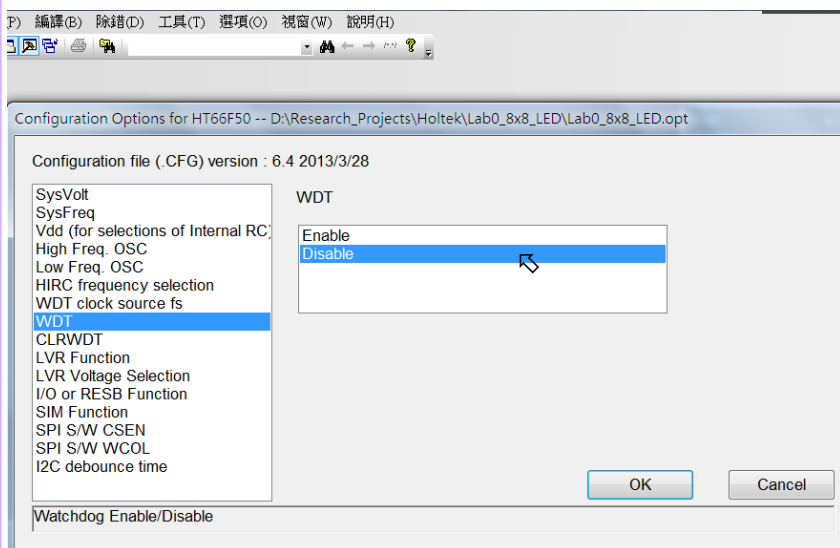 P) 編譯(B) 除錯(D) 工具(T) 選項(O) 視窗(W) 說明(H)
Configuration Options for HT66F50 -- D:\Research_Projects\Holtek\Lab0_8x8_LED\Lab0_8x8_LED.opt
Configuration file (.CFG) version : 6.4 2013/3/28
SysVolt
SysFreq
Vdd (for selections of Internal RC)
High Freq. OSC
Low Freq. OSC
HIRC frequency selection
WDT clock source fs
WDT
CLRWDT
LVR Function
LVR Voltage Selection
I/O or RESB Function
SIM Function
SPI S/W CSEN
SPI S/W WCOL
I2C debounce time
WDT
Enable
Disable
OK
Cancel
Watchdog Enable/Disable